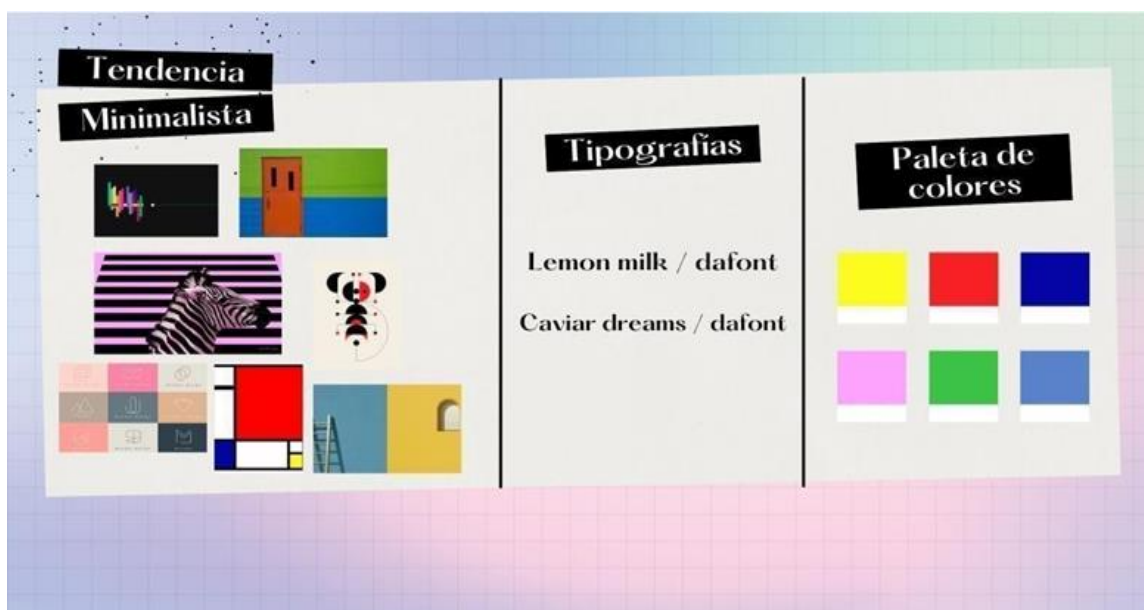 Tendencia
Minimalista
Tipografías
Lemon milk / dafont
Caviar dreams / dafont
Paleta de
colores